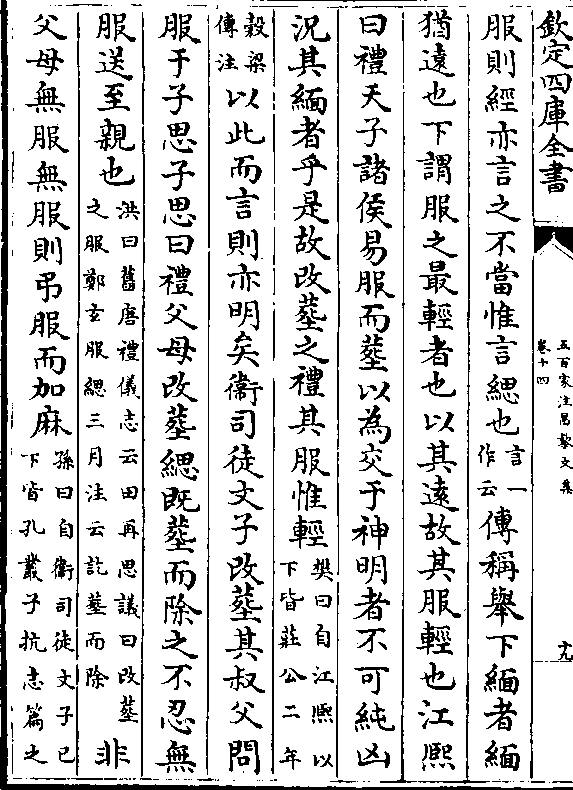 欽定四庫全書
五百家注昌黎文集
卷十四
十九
服則經亦言之不當惟言緦也言一作云傳稱舉下緬者緬
猶遠也下謂服之最輕者也以其遠故其服輕也江熙
曰禮天子諸侯易服而葬以為交于神明者不可純凶
況其緬者乎是故改葬之禮其服惟輕樊曰自江熙以下皆莊公二年
穀梁傳注以此而言則亦明矣衞司徒文子改葬其叔父問
服于子思子思曰禮父母改葬緦既葬而除之不忍無
服送至親也洪曰舊唐禮儀志云田再思議曰改葬之服鄭玄服緦三月注云訖葬而除非
父母無服無服則弔服而加麻孫曰自衞司徒文子已下皆孔叢子抗志篇之